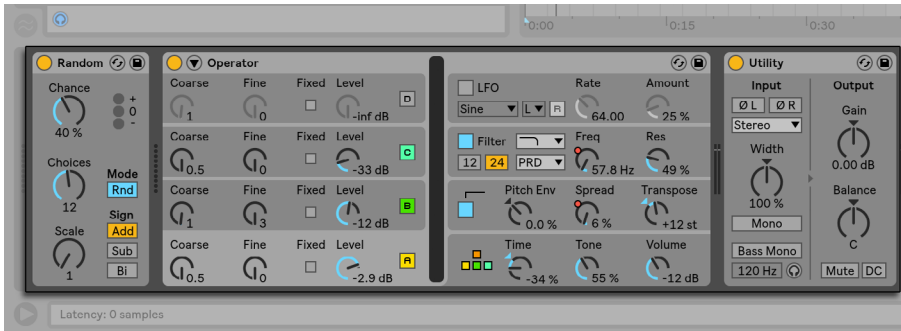 0:00 0:15 0:30
Random
Chance
40 %
+
0
-
Choices
12
Mode
Rnd
Scale
1
Sign
Add
Sub
Bi
Operator
Coarse Fine Fixed Level
1 0 -inf dB D
Coarse Fine Fixed Level
0.5 0 -33 dB C
Coarse Fine Fixed Level
1 3 -12 dB B
Coarse Fine Fixed Level
0.5 0 -2.9 dB A
LFO Rate Amount
Sine L R 64.00 25 %
Filter Freq Res
12 24 PRD 57.8 Hz 49 %
Pitch Env Spread Transpose
0.0 % 6 % +12 st
Time Tone Volume
-34 % 55 % -12 dB
Utility
Input
Ø L Ø R
Stereo
Width
100 %
Mono
Bass Mono
120 Hz
Output
Gain
0.00 dB
Balance
C
Mute DC
Latency: 0 samples